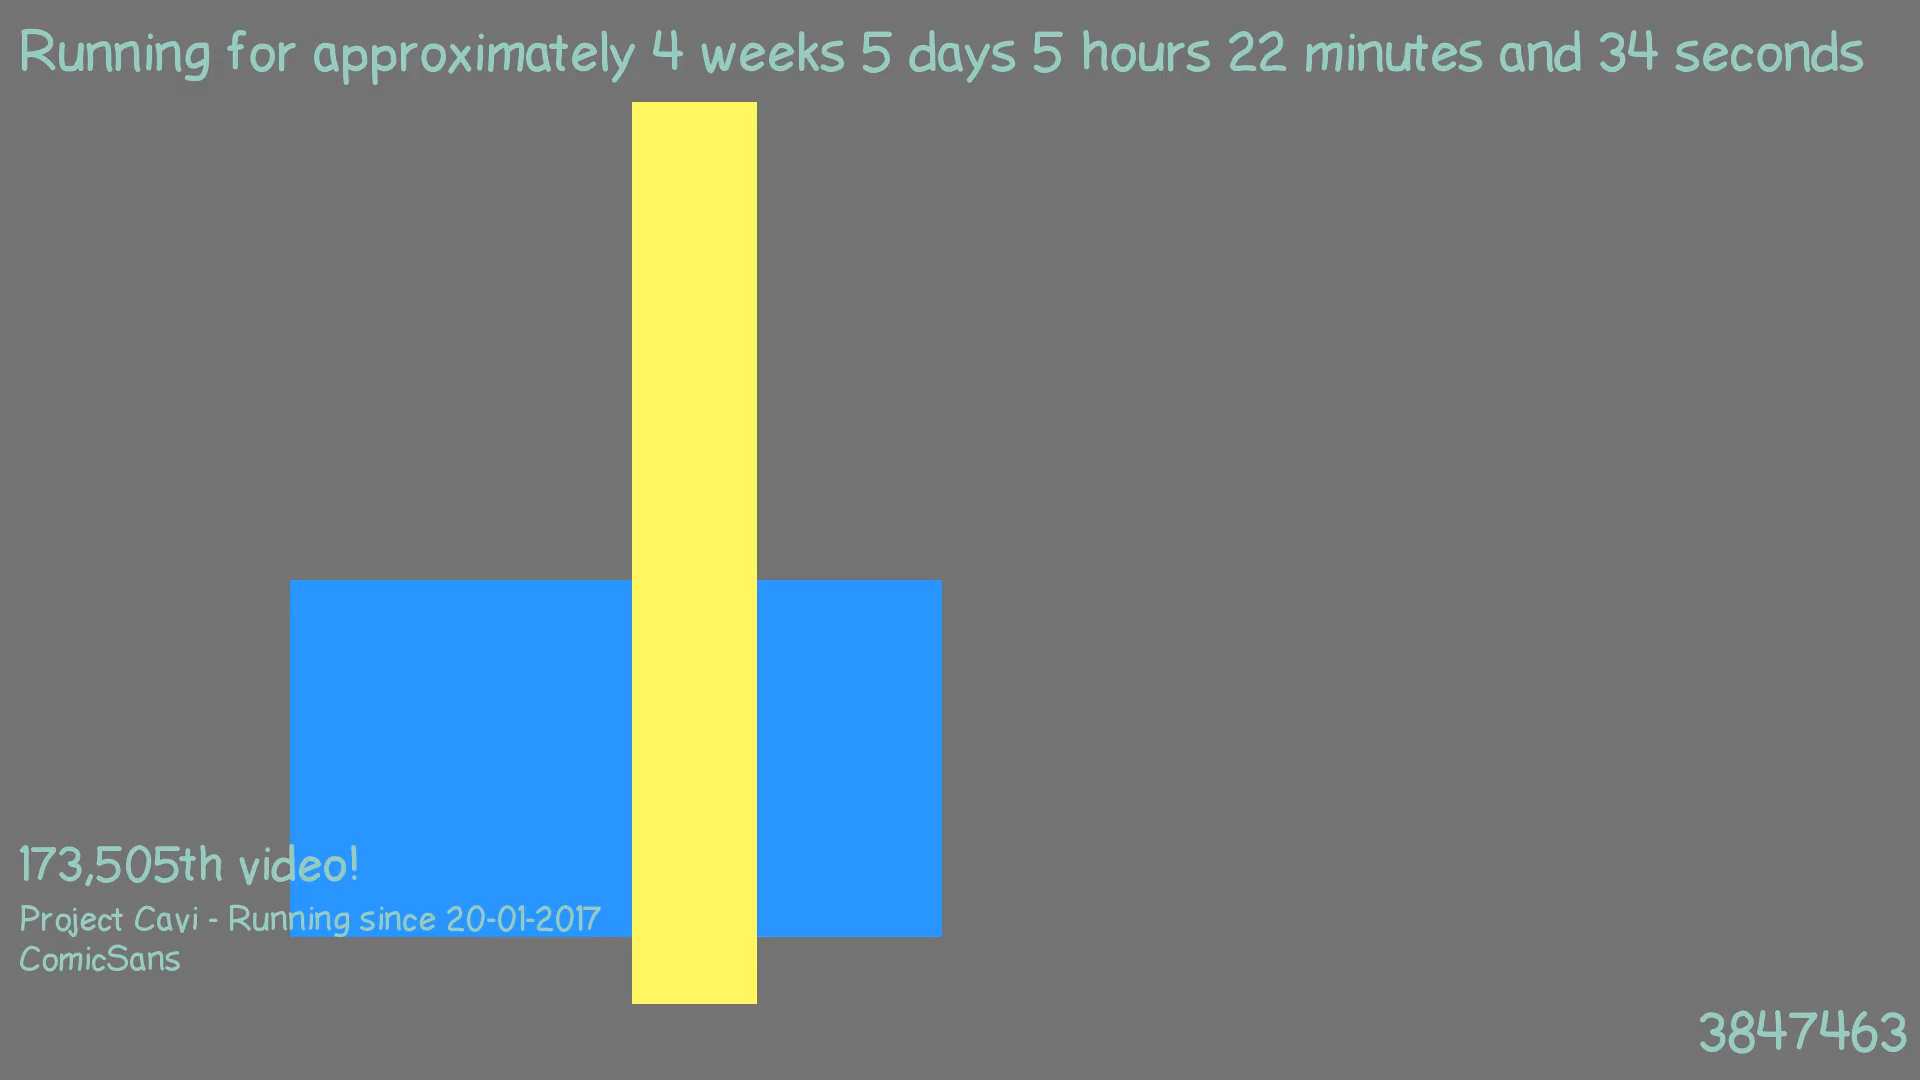 Running for approximately 4 weeks 5 days 5 hours 22 minutes and 34 seconds
173,505th video!
Project Cavi - Running since 20-01-2017
ComicSans
3847463